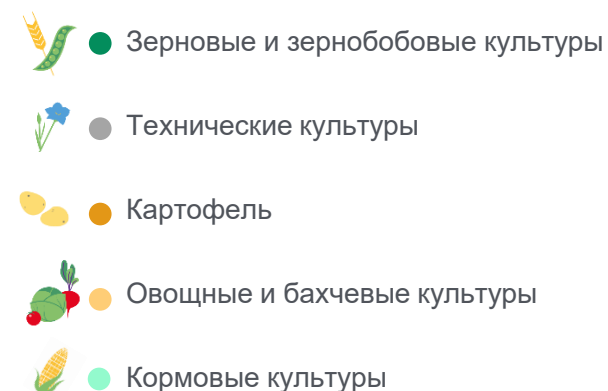 Зерновые и зернобобовые культуры
Технические культуры
Картофель
Овощные и бахчевые культуры
Кормовые культуры